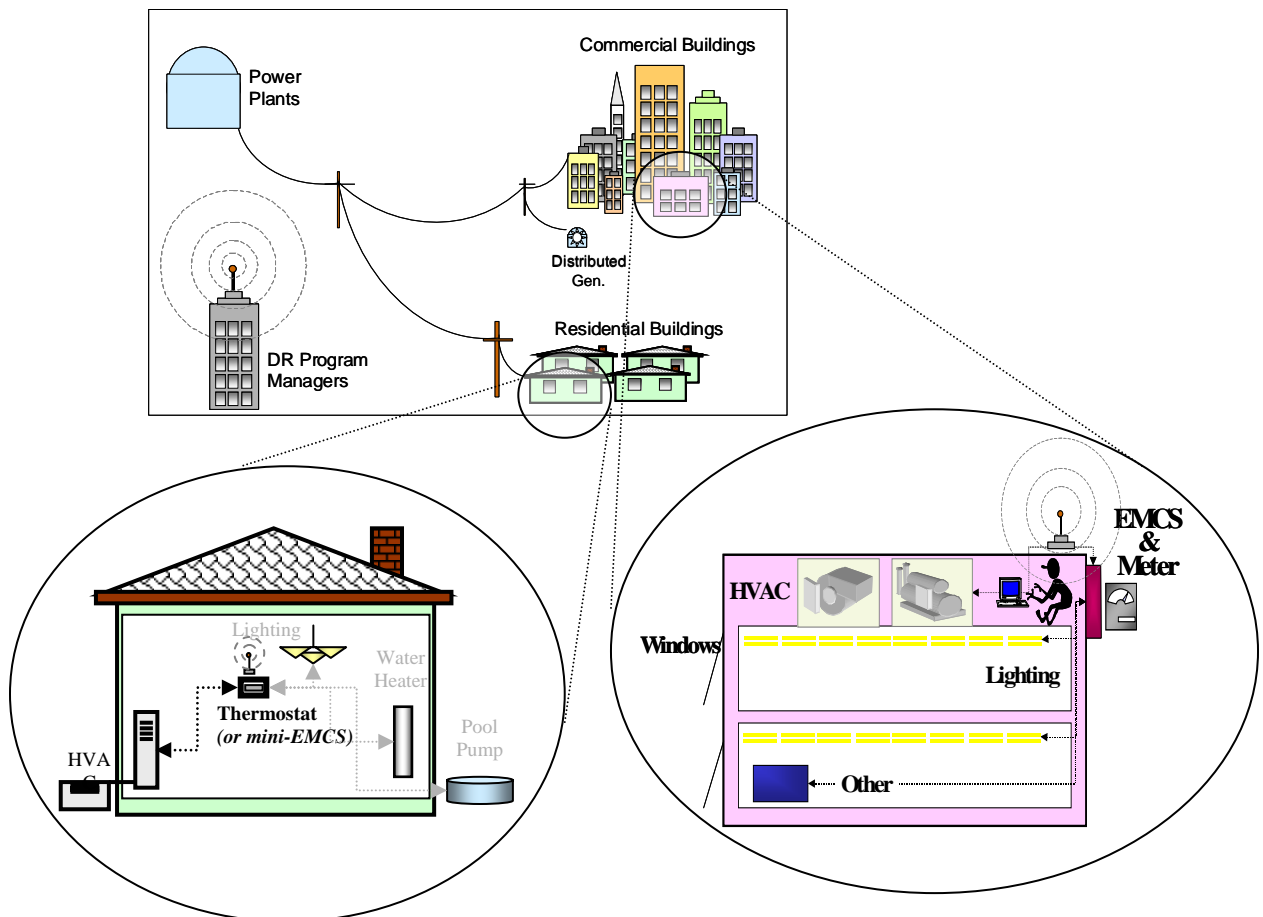 Commercial Buildings
Power
Plants
Distributed
Gen.
Residential Buildings
DR Program
Managers
EMCS
&
Meter
HVAC
Windows
Lighting
Other
Lighting
Water
Heater
Thermostat
(or mini-EMCS)
Pool
Pump
HVA
C